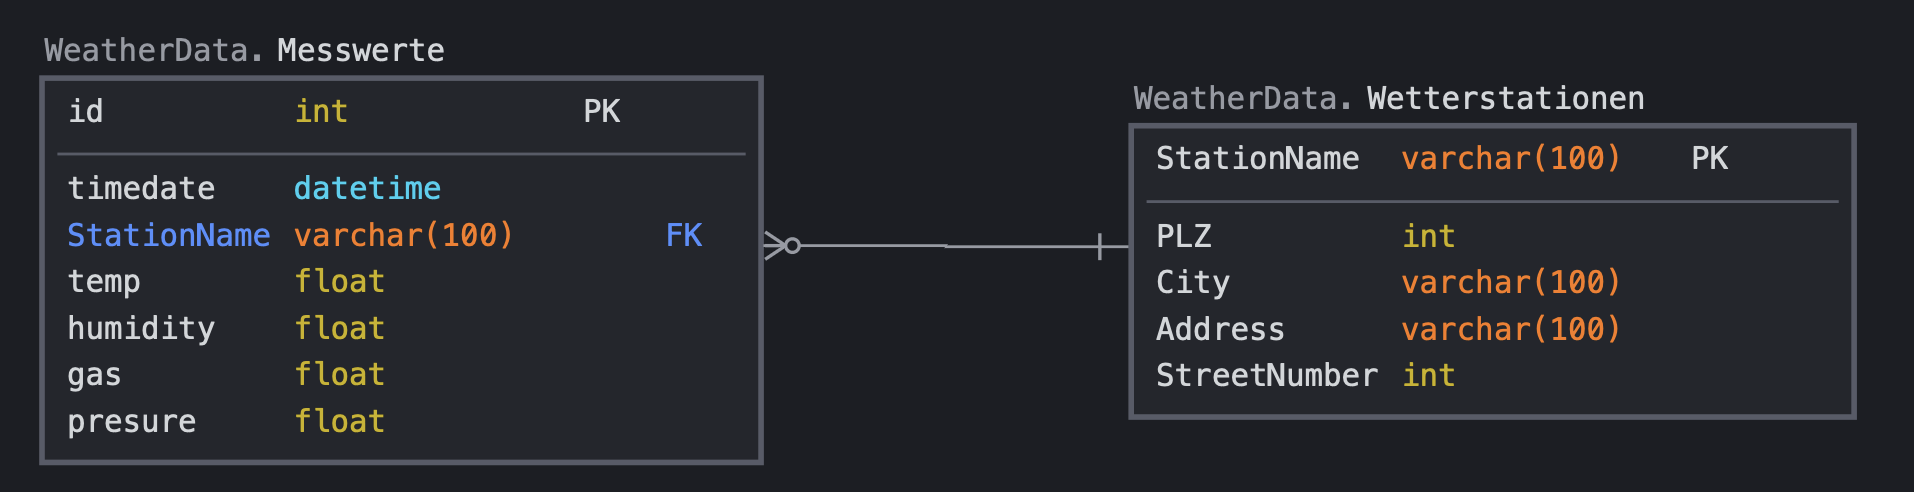 WeatherData. Messwerte
id int PK
timedate datetime
StationName varchar(100) FK
temp float
humidity float
gas float
presure float
WeatherData. Wetterstationen
StationName varchar(100) PK
PLZ int
City varchar(100)
Address varchar(100)
StreetNumber int